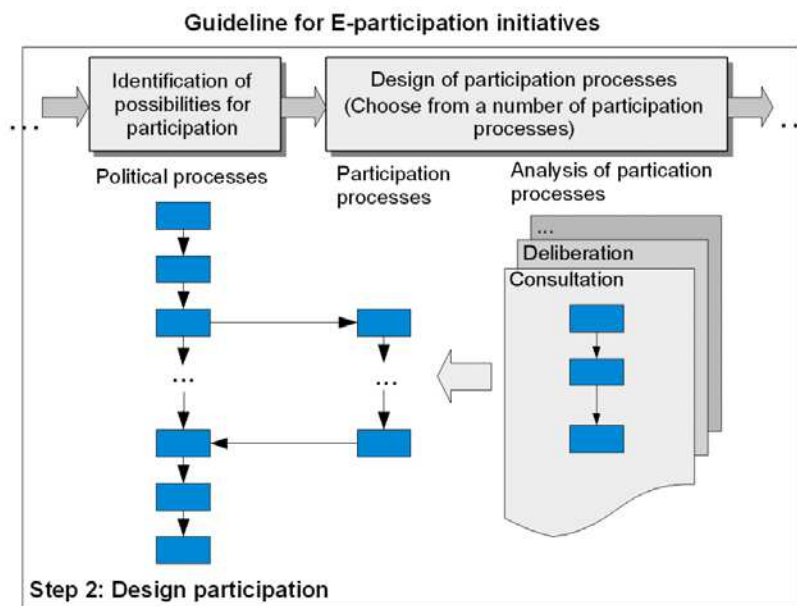 Guideline for E-participation initiatives
Identification of
possibilities for
participation
Design of participation processes
(Choose from a number of participation
processes)
...
...
Political processes
Participation
processes
Analysis of partication
processes
...
Deliberation
Consultation
...
...
Step 2: Design participation